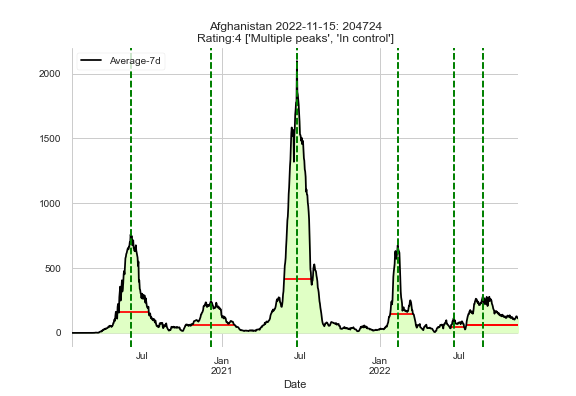 Afghanistan 2022-11-15: 204724
Rating:4 ['Multiple peaks', 'In control']
Average-7d
2000
1500
1000
500
0
Jul
Jan
2021
Jul
Jan
2022
Jul
Date